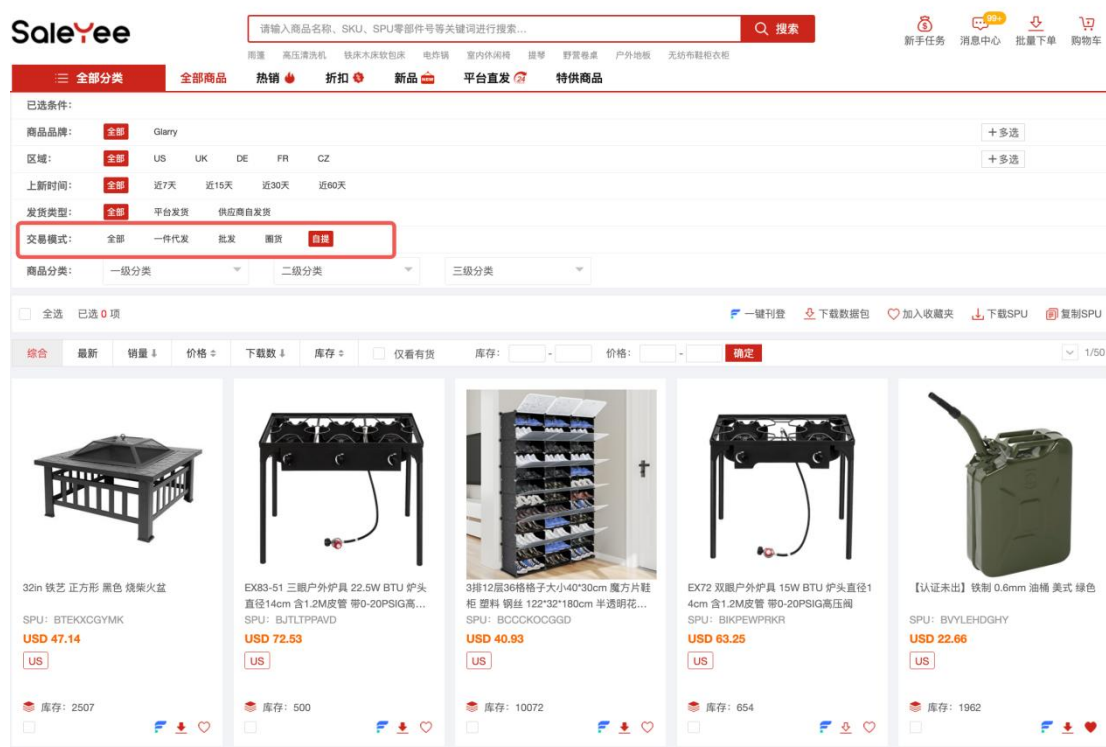 SaleYee
请输入商品名称、SKU、SPU零部件号等关键词进行搜索...
搜索
新手任务
99+
消息中心
批量下单
购物车
雨篷 高压清洗机 铁床木床软包床 电炸锅 室内休闲椅 提琴 野营卷桌 户外地板 无纺布鞋柜衣柜
全部分类 全部商品 热销 折扣 新品 NEW 平台直发 24 特供商品
已选条件：
商品品牌： 全部 Glarry ＋多选
区域： 全部 US UK DE FR CZ ＋多选
上新时间： 全部 近7天 近15天 近30天 近60天
发货类型： 全部 平台发货 供应商自发货
交易模式： 全部 一件代发 批发 圈货 自提
商品分类： 一级分类 二级分类 三级分类
全选 已选 0 项 一键刊登 下载数据包 加入收藏夹 下载SPU 复制SPU
综合 最新 销量 价格 下载数 库存 仅看有货 库存： - 价格： - 确定 1/50
32in 铁艺 正方形 黑色 烧柴火盆
SPU：BTEKXCGYMK
USD 47.14
US
库存：2507
EX83-51 三眼户外炉具 22.5W BTU 炉头
直径14cm 含1.2M皮管 带0-20PSIG高...
SPU：BJTLTPPAVD
USD 72.53
US
库存：500
3排12层36格格子大小40*30cm 魔方片鞋
柜 塑料 钢丝 122*32*180cm 半透明花...
SPU：BCCCKOCGGD
USD 40.93
US
库存：10072
EX72 双眼户外炉具 15W BTU 炉头直径1
4cm 含1.2M皮管 带0-20PSIG高压阀
SPU：BIKPEWPRKR
USD 63.25
US
库存：654
【认证未出】铁制 0.6mm 油桶 美式 绿色
SPU：BVYLEHDGHY
USD 22.66
US
库存：1962